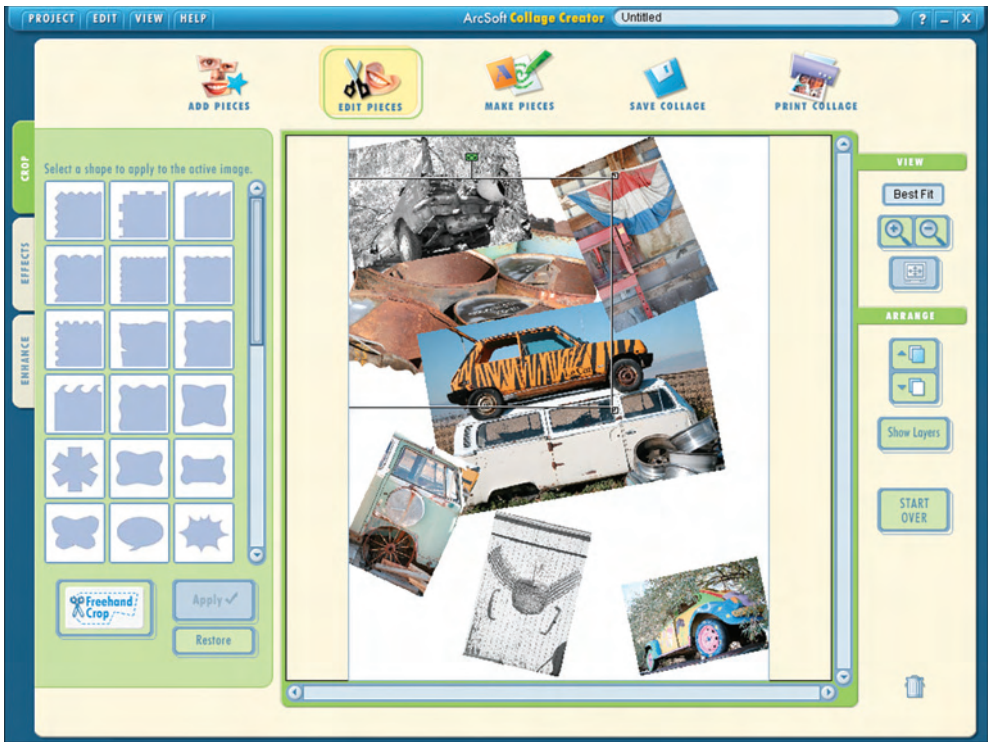 PROJECT EDIT VIEW HELP
ArcSoft Collage Creator Untitled
? – X
ADD PIECES
EDIT PIECES
MAKE PIECES
SAVE COLLAGE
PRINT COLLAGE
CROP
EFFECTS
ENHANCE
Select a shape to apply to the active image.
Freehand
Crop
Apply
Restore
VIEW
Best Fit
ARRANGE
Show Layers
START
OVER